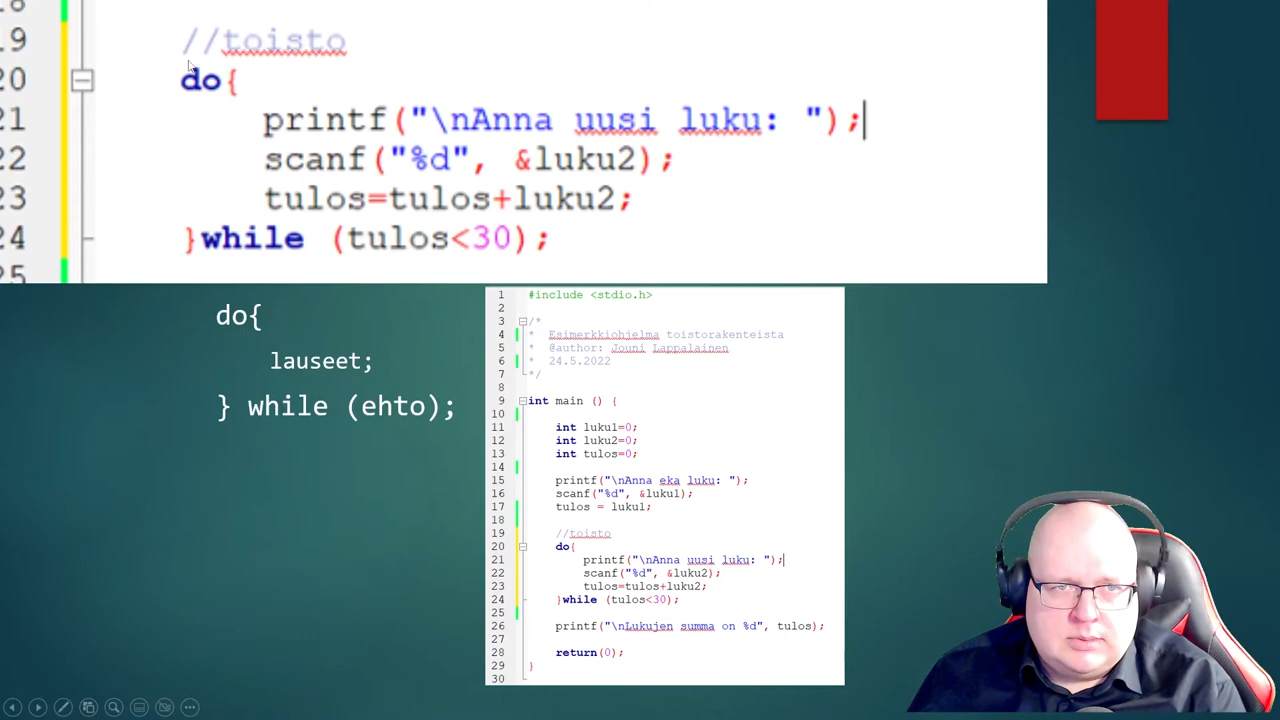 18
19 //toisto
20 do{
21 printf("\nAnna uusi luku: ");
22 scanf("%d", &luku2);
23 tulos=tulos+luku2;
24 }while (tulos<30);
25
do{
lauseet;
} while (ehto);
1 #include <stdio.h>
2
3 /*
4 * Esimerkkiohjelma toistorakenteista
5 * @author: Jouni Lappalainen
6 * 24.5.2022
7 */
8
9 int main () {
10
11 int luku1=0;
12 int luku2=0;
13 int tulos=0;
14
15 printf("\nAnna eka luku: ");
16 scanf("%d", &luku1);
17 tulos = luku1;
18
19 //toisto
20 do{
21 printf("\nAnna uusi luku: ");
22 scanf("%d", &luku2);
23 tulos=tulos+luku2;
24 }while (tulos<30);
25
26 printf("\nLukujen summa on %d", tulos);
27
28 return(0);
29 }
30